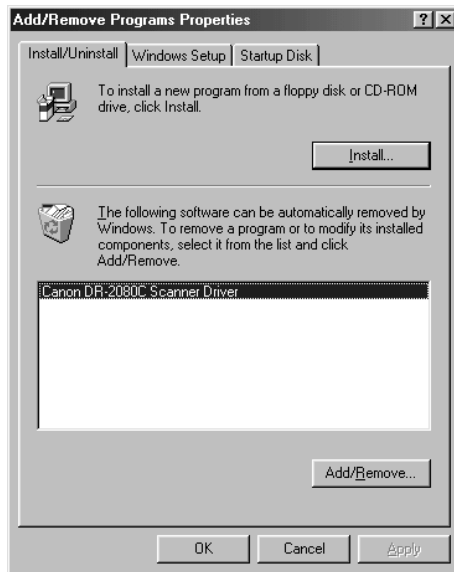 Add/Remove Programs Properties
Install/Uninstall
Windows Setup
Startup Disk
To install a new program from a floppy disk or CD-ROM
drive, click Install.
Install...
The following software can be automatically removed by
Windows. To remove a program or to modify its installed
components, select it from the list and click
Add/Remove.
Canon DR-2080C Scanner Driver
Add/Remove...
OK
Cancel
Apply